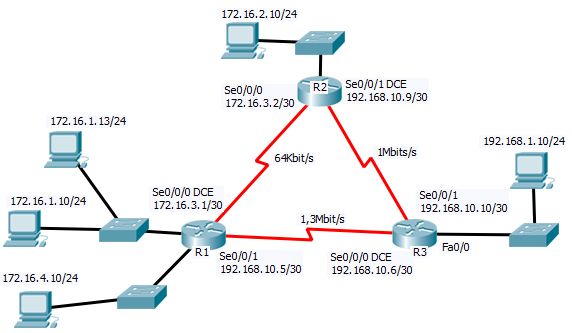 172.16.2.10/24
R2
Se0/0/0
172.16.3.2/30
Se0/0/1 DCE
192.168.10.9/30
172.16.1.13/24
64Kbit/s
1Mbits/s
192.168.1.10/24
172.16.1.10/24
Se0/0/0 DCE
172.16.3.1/30
1,3Mbit/s
Se0/0/1
192.168.10.10/30
R1
Se0/0/1
192.168.10.5/30
Se0/0/0 DCE
192.168.10.6/30
R3
Fa0/0
172.16.4.10/24